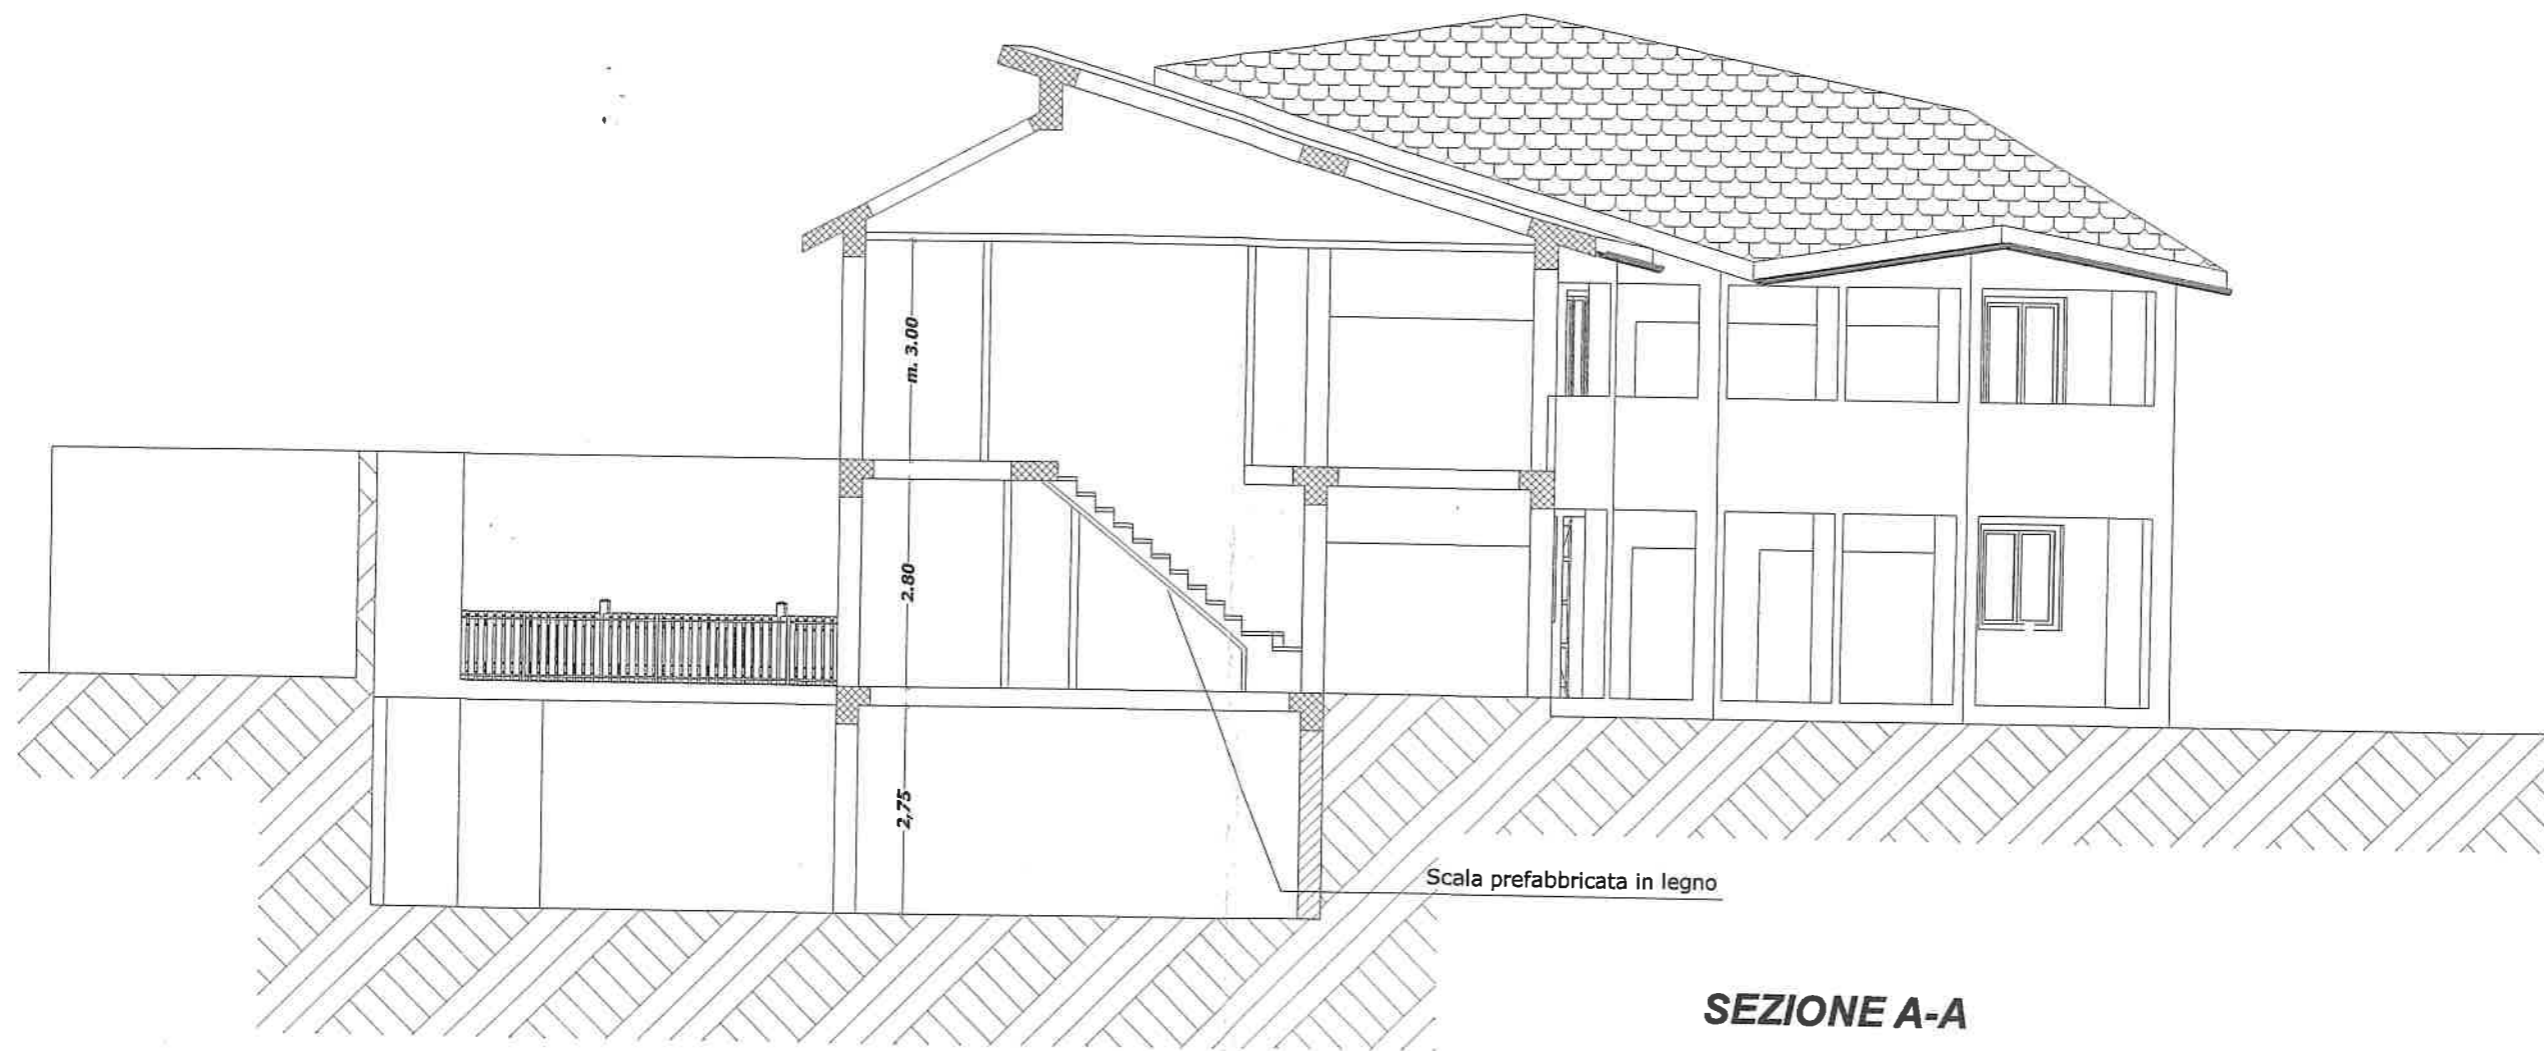 m. 3.00
2.80
2,75
Scala prefabbricata in legno
SEZIONE A-A